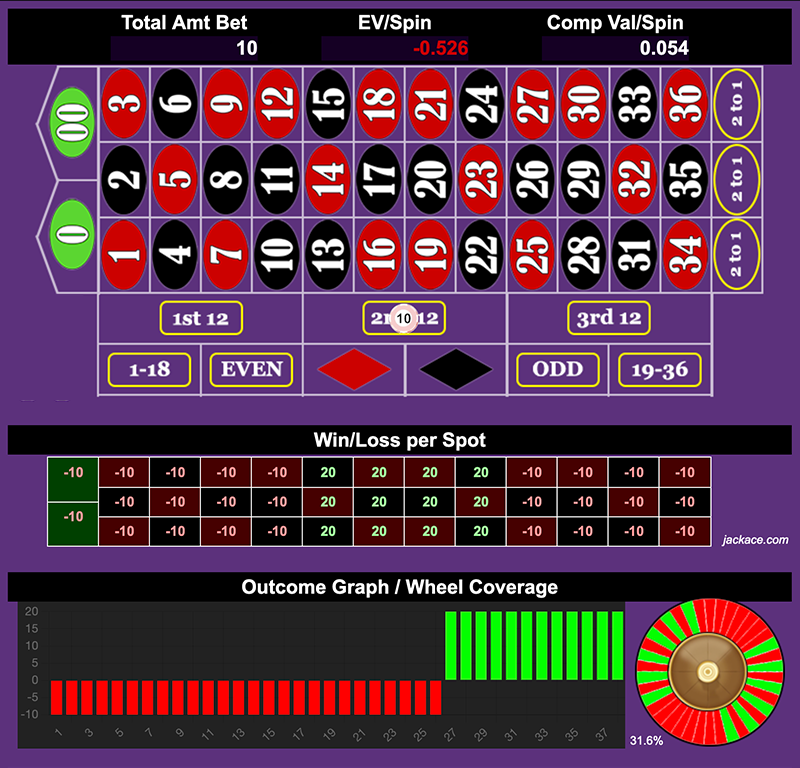 Total Amt Bet EV/Spin Comp Val/Spin
10 -0.526 0.054
00 3 6 9 12 15 18 21 24 27 30 33 36 2 to 1
2 5 8 11 14 17 20 23 26 29 32 35 2 to 1
0 1 4 7 10 13 16 19 22 25 28 31 34 2 to 1
1st 12 2nd 12 3rd 12
10
1-18 EVEN ODD 19-36
Win/Loss per Spot
-10 -10 -10 -10 -10 20 20 20 20 -10 -10 -10 -10
-10 -10 -10 -10 20 20 20 20 -10 -10 -10 -10
-10 -10 -10 -10 -10 20 20 20 20 -10 -10 -10 -10
jackace.com
Outcome Graph / Wheel Coverage
20
15
10
5
0
-5
-10
1 3 5 7 9 11 13 15 17 19 21 23 25 27 29 31 33 35 37
31.6%